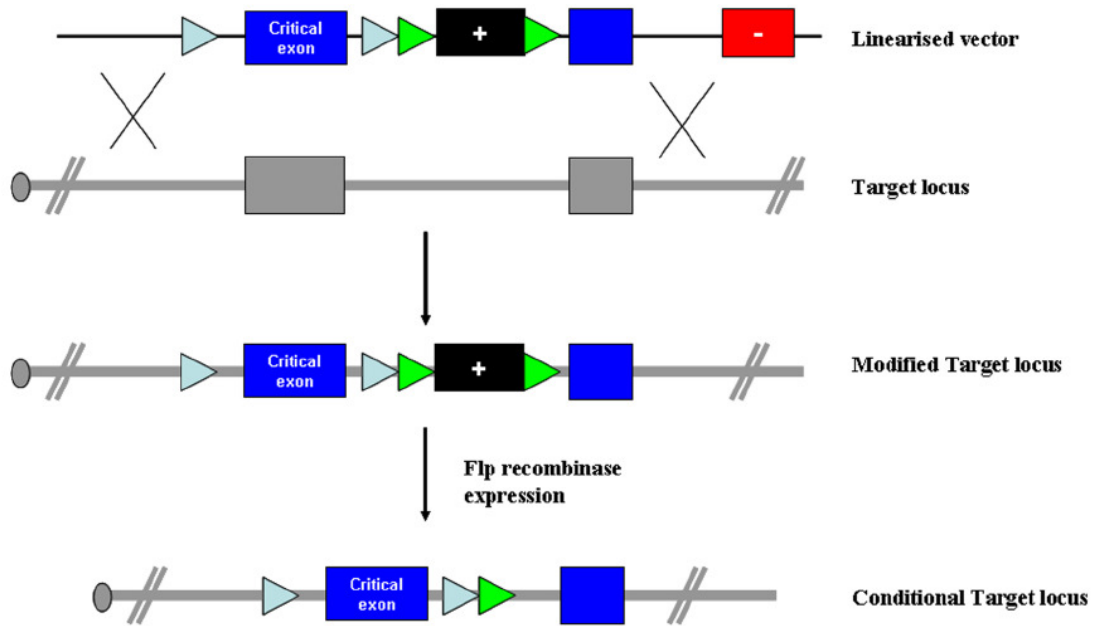 Critical
exon
+
-
Linearised vector
Target locus
Critical
exon
+
Modified Target locus
Flp recombinase
expression
Critical
exon
Conditional Target locus